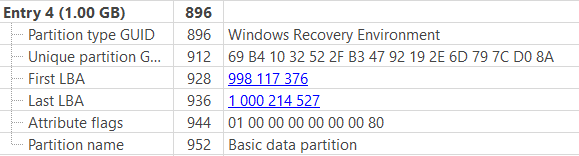 Entry 4 (1.00 GB) 896
Partition type GUID 896 Windows Recovery Environment
Unique partition G... 912 69 B4 10 32 52 2F B3 47 92 19 2E 6D 79 7C D0 8A
First LBA 928 998 117 376
Last LBA 936 1 000 214 527
Attribute flags 944 01 00 00 00 00 00 00 80
Partition name 952 Basic data partition